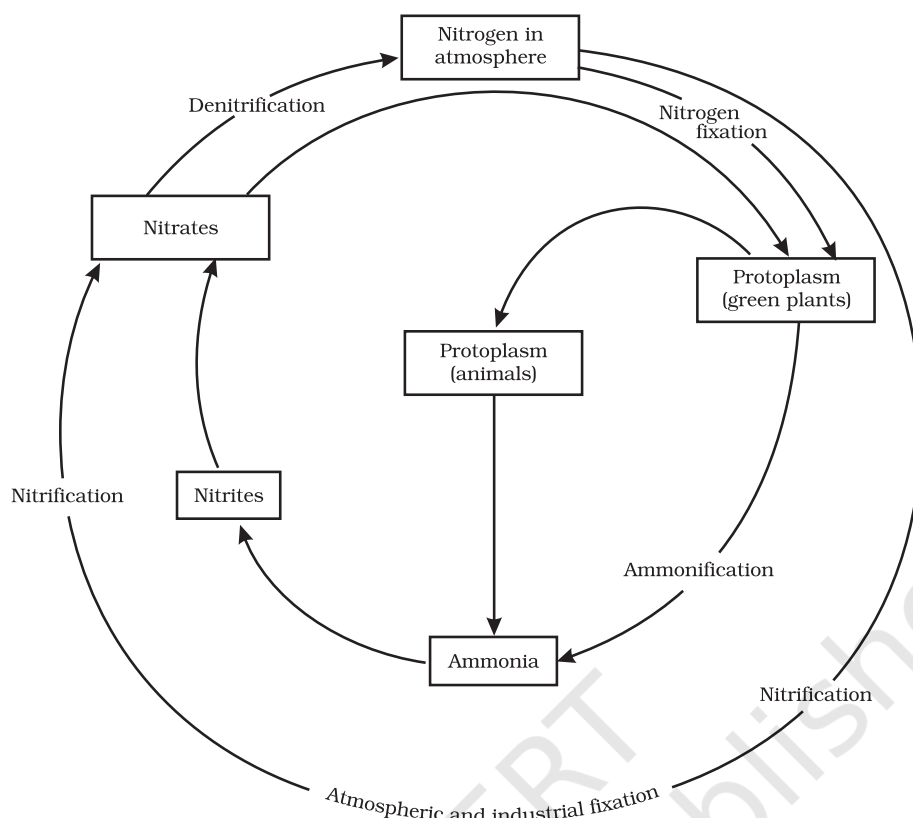 Nitrogen in
atmosphere
Denitrification
Nitrogen
fixation
Nitrates
Protoplasm
(green plants)
Protoplasm
(animals)
Nitrification
Nitrites
Ammonification
Ammonia
Nitrification
Atmospheric and industrial fixation